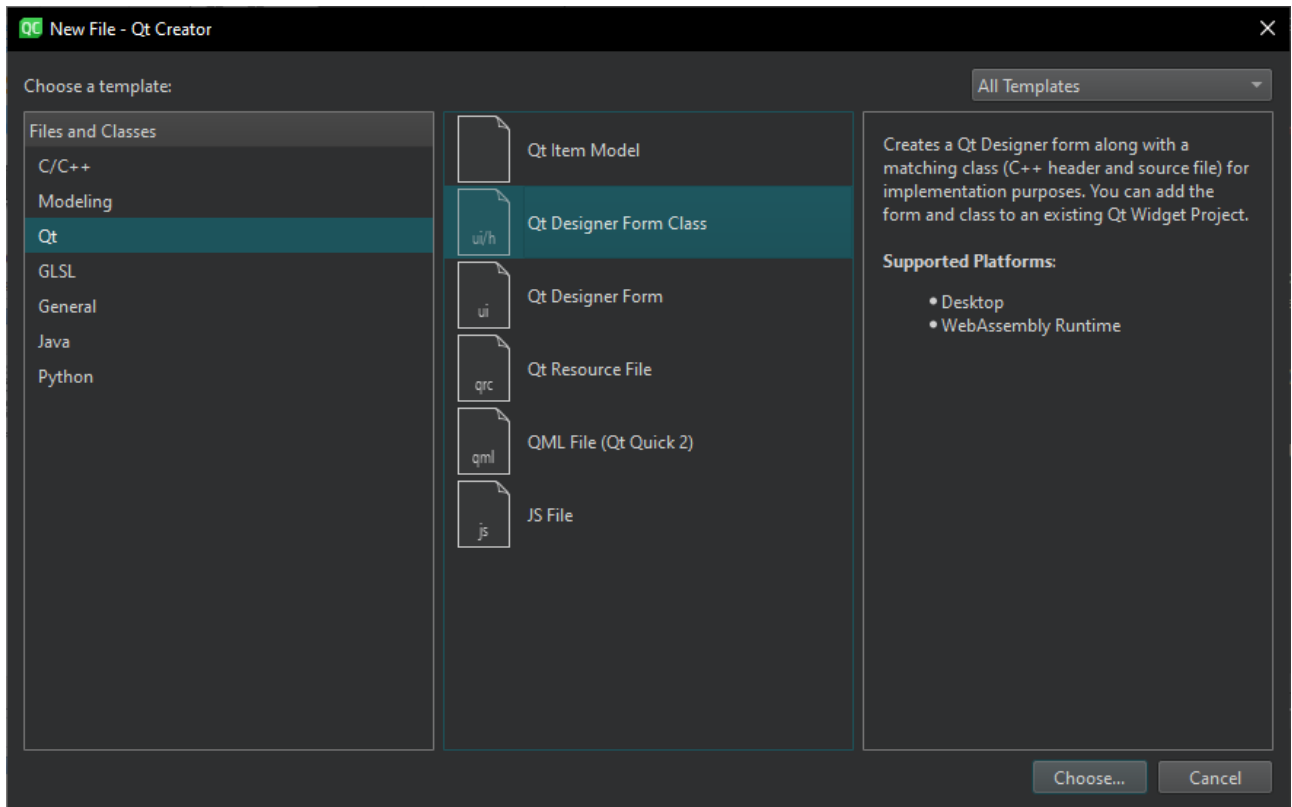 QC New File - Qt Creator
Choose a template:
All Templates
Files and Classes
C/C++
Modeling
Qt
GLSL
General
Java
Python
Qt Item Model
ui/h
Qt Designer Form Class
ui
Qt Designer Form
qrc
Qt Resource File
qml
QML File (Qt Quick 2)
js
JS File
Creates a Qt Designer form along with a
matching class (C++ header and source file) for
implementation purposes. You can add the
form and class to an existing Qt Widget Project.
Supported Platforms:
• Desktop
• WebAssembly Runtime
Choose...
Cancel